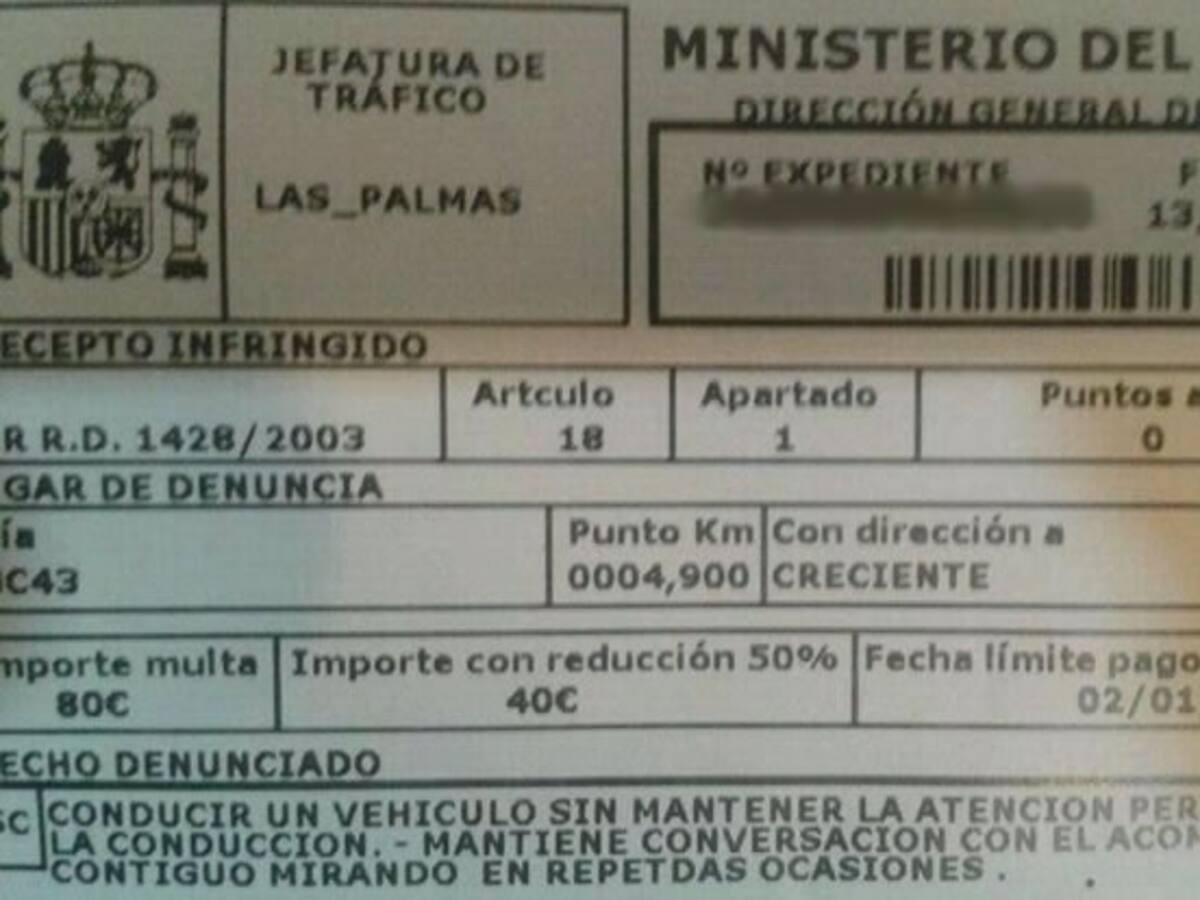 JEFATURA DE
TRÁFICO
LAS_PALMAS
MINISTERIO DEL
DIRECCIÓN GENERAL DE
Nº EXPEDIENTE F
13,
ECEPTO INFRINGIDO
Artculo Apartado Puntos a
R R.D. 1428/2003 18 1 0
GAR DE DENUNCIA
ía Punto Km Con dirección a
C43 0004,900 CRECIENTE
mporte multa Importe con reducción 50% Fecha límite pago
80€ 40€ 02/01
ECHO DENUNCIADO
SC CONDUCIR UN VEHICULO SIN MANTENER LA ATENCION PER
LA CONDUCCION. - MANTIENE CONVERSACION CON EL ACOM
CONTIGUO MIRANDO EN REPETDAS OCASIONES .